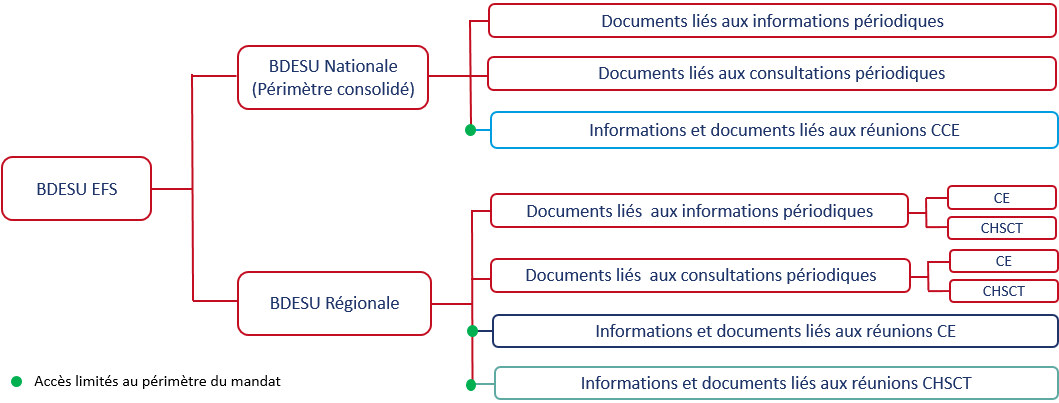 BDESU EFS
BDESU Nationale
(Périmètre consolidé)
Documents liés aux informations périodiques
Documents liés aux consultations périodiques
Informations et documents liés aux réunions CCE
BDESU Régionale
Documents liés aux informations périodiques
CE
CHSCT
Documents liés aux consultations périodiques
CE
CHSCT
Informations et documents liés aux réunions CE
Informations et documents liés aux réunions CHSCT
Accès limités au périmètre du mandat